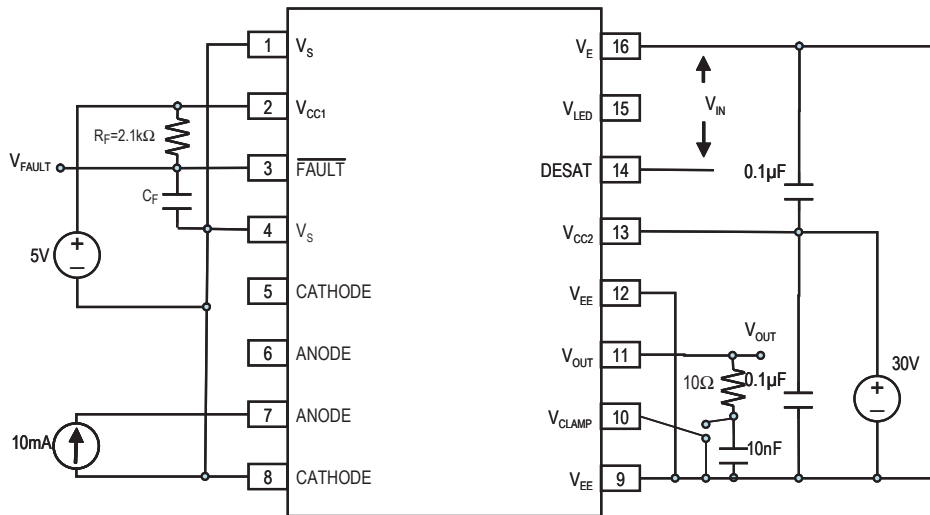 1 V_S
V_E 16
2 V_CC1
V_LED 15
V_IN
R_F=2.1kΩ
V_FAULT
3 F̅A̅U̅L̅T̅
DESAT 14
0.1µF
C_F
4 V_S
V_CC2 13
5V
+
–
5 CATHODE
V_EE 12
6 ANODE
V_OUT 11
V_OUT
10Ω
0.1µF
30V
+
–
7 ANODE
V_CLAMP 10
10mA
10nF
8 CATHODE
V_EE 9